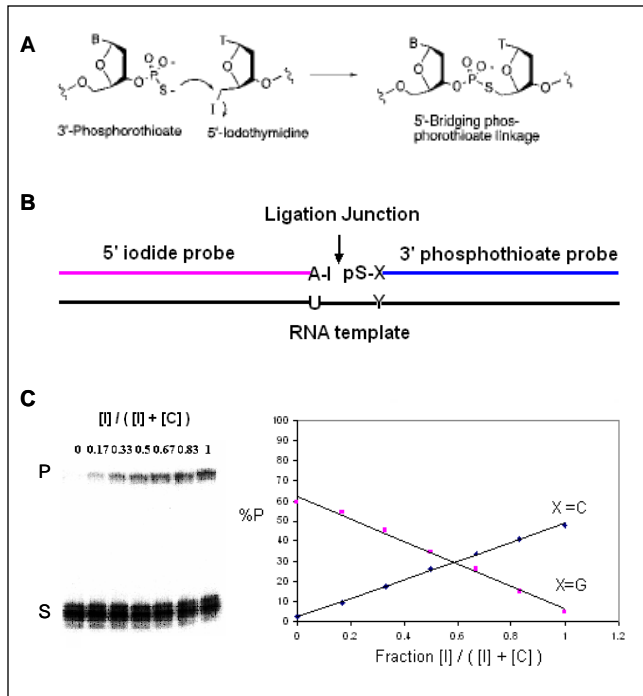 A
B
T
B
T
O
O
O
O
O-P
S-
I
O
O
O
O-P-S
O
O
3'-Phosphorothioate
5'-Iodothymidine
5'-Bridging phos-
phorothioate linkage
B
Ligation Junction
5' iodide probe
3' phosphothioate probe
A-I pS-X
U Y
RNA template
C
[I] / ( [I] + [C] )
0 0.17 0.33 0.5 0.67 0.83 1
P
S
100
90
80
70
60
50
40
30
20
10
0
%P
X =C
X=G
0 0.2 0.4 0.6 0.8 1 1.2
Fraction [I] / ( [I] + [C] )